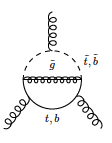 g̃ t̃, b̃
t, b